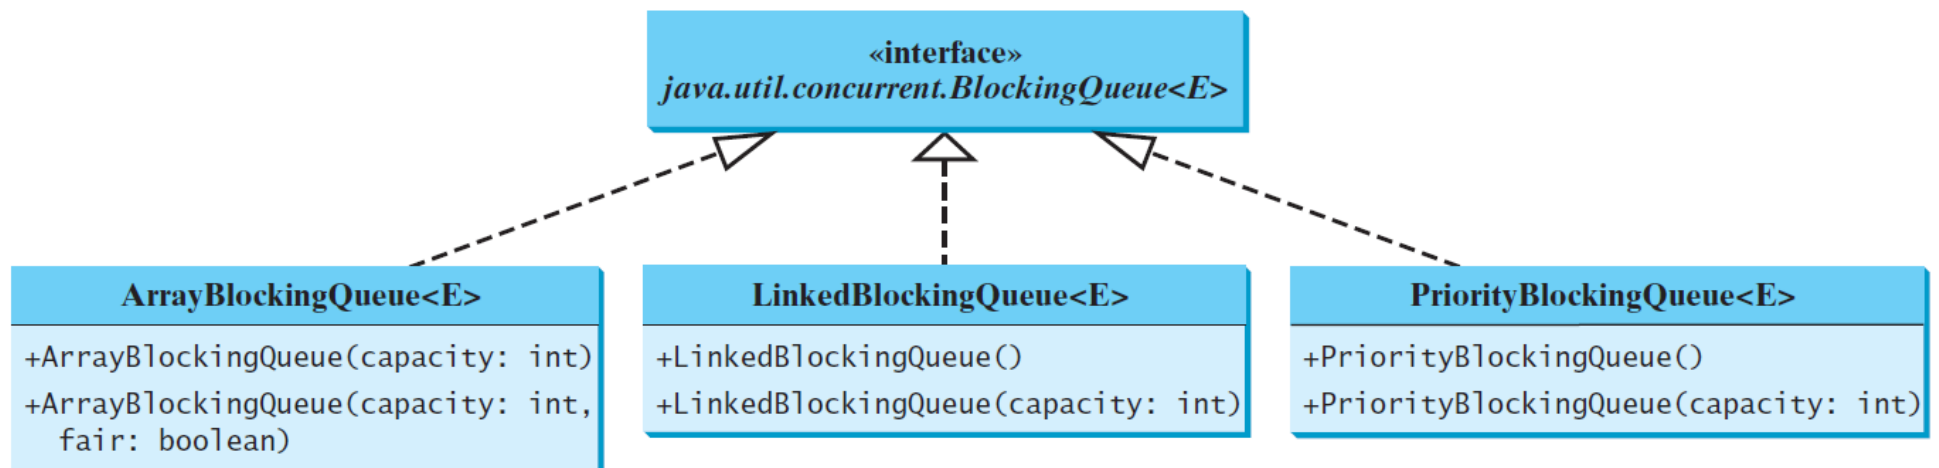 «interface»
java.util.concurrent.BlockingQueue<E>
ArrayBlockingQueue<E>
+ArrayBlockingQueue(capacity: int)
+ArrayBlockingQueue(capacity: int,
fair: boolean)
LinkedBlockingQueue<E>
+LinkedBlockingQueue()
+LinkedBlockingQueue(capacity: int)
PriorityBlockingQueue<E>
+PriorityBlockingQueue()
+PriorityBlockingQueue(capacity: int)